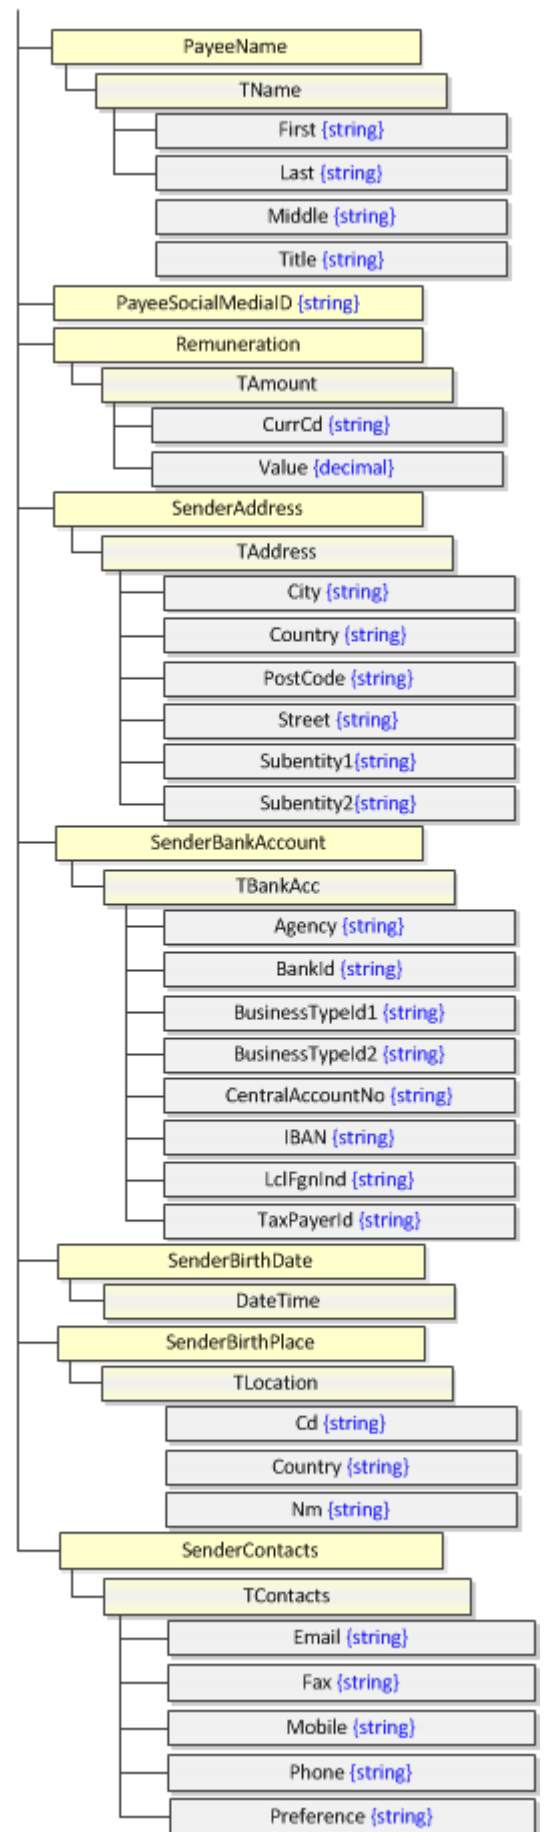 PayeeName
TName
First {string}
Last {string}
Middle {string}
Title {string}
PayeeSocialMediaID {string}
Remuneration
TAmount
CurrCd {string}
Value {decimal}
SenderAddress
TAddress
City {string}
Country {string}
PostCode {string}
Street {string}
Subentity1{string}
Subentity2{string}
SenderBankAccount
TBankAcc
Agency {string}
BankId {string}
BusinessTypeId1 {string}
BusinessTypeId2 {string}
CentralAccountNo {string}
IBAN {string}
LclFgnInd {string}
TaxPayerId {string}
SenderBirthDate
DateTime
SenderBirthPlace
TLocation
Cd {string}
Country {string}
Nm {string}
SenderContacts
TContacts
Email {string}
Fax {string}
Mobile {string}
Phone {string}
Preference {string}